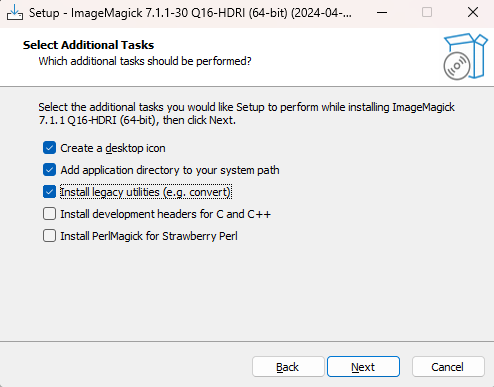 Setup - ImageMagick 7.1.1-30 Q16-HDRI (64-bit) (2024-04-...
Select Additional Tasks
Which additional tasks should be performed?
Select the additional tasks you would like Setup to perform while installing ImageMagick
7.1.1 Q16-HDRI (64-bit), then click Next.
Create a desktop icon
Add application directory to your system path
Install legacy utilities (e.g. convert)
Install development headers for C and C++
Install PerlMagick for Strawberry Perl
Back Next Cancel